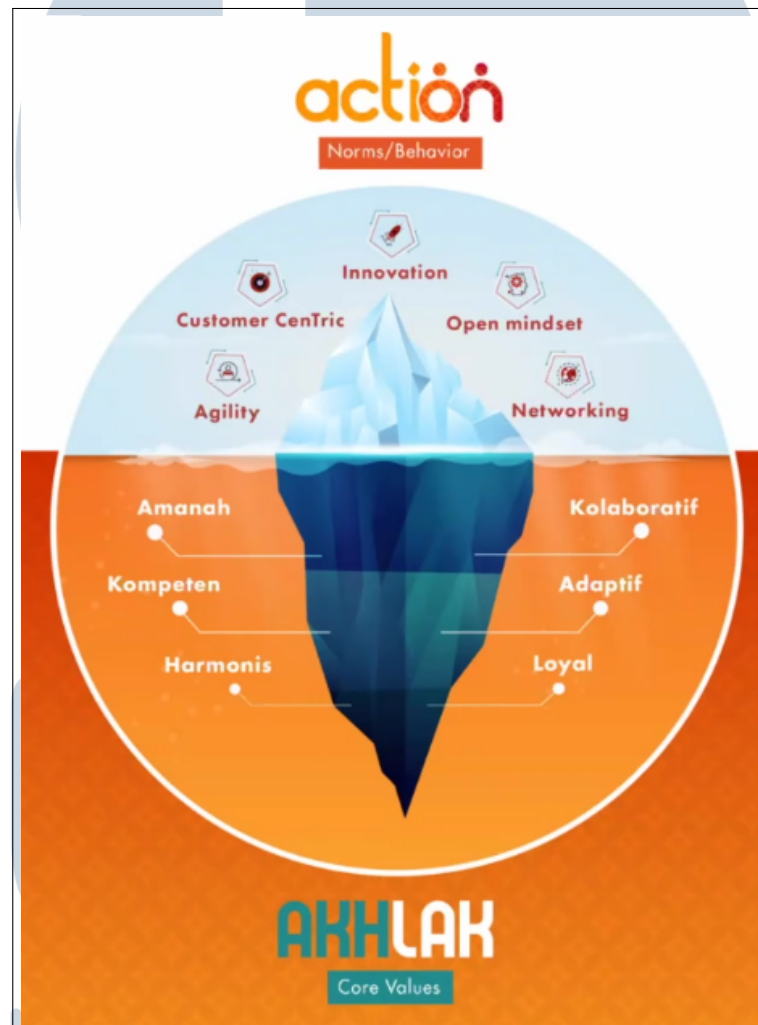 action
Norms/Behavior
Innovation
Customer CenTric
Open mindset
Agility
Networking
Amanah
Kolaboratif
Kompeten
Adaptif
Harmonis
Loyal
AKHLAK
Core Values